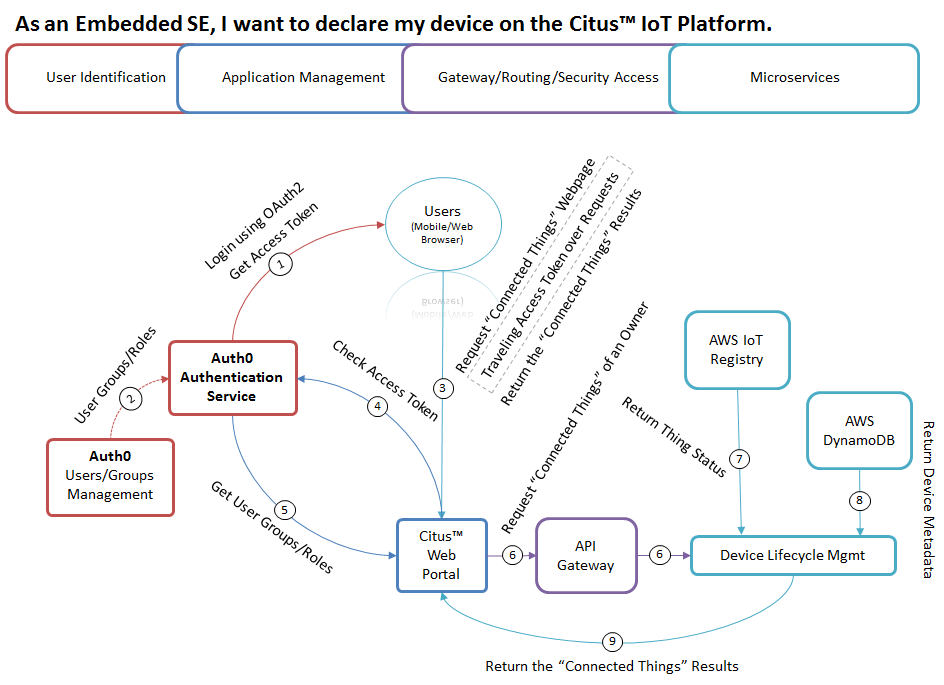 As an Embedded SE, I want to declare my device on the Citus™ IoT Platform.
User Identification
Application Management
Gateway/Routing/Security Access
Microservices
Login using OAuth2
Get Access Token
1
Users
(Mobile/Web
Browser)
Browser)
(Mobile/Web
Request “Connected Things” Webpage
Traveling Access Token over Requests
Return the “Connected Things” Results
3
User Groups/Roles
2
Auth0
Authentication
Service
Check Access Token
4
Auth0
Users/Groups
Management
Get User Groups/Roles
5
Citus™
Web
Portal
Request “Connected Things” of an Owner
6
API
Gateway
6
AWS IoT
Registry
Return Thing Status
7
AWS
DynamoDB
8
Return Device Metadata
Device Lifecycle Mgmt
9
Return the “Connected Things” Results